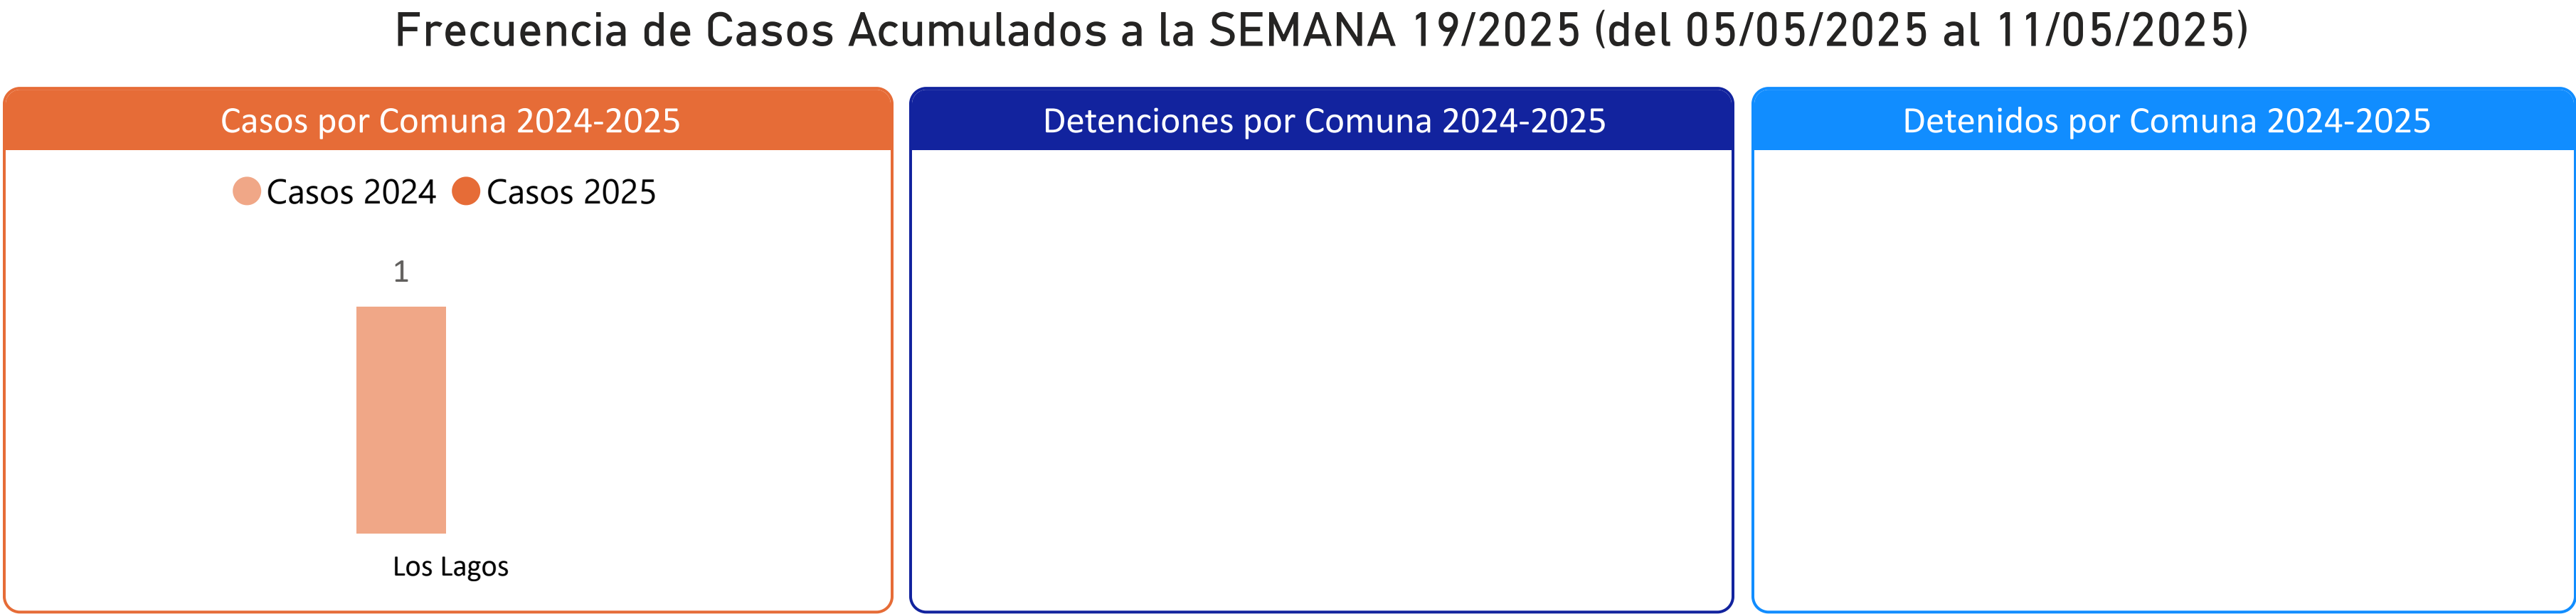 Frecuencia de Casos Acumulados a la SEMANA 19/2025 (del 05/05/2025 al 11/05/2025)
Casos por Comuna 2024-2025
Casos 2024 Casos 2025
1
Los Lagos
Detenciones por Comuna 2024-2025
Detenidos por Comuna 2024-2025